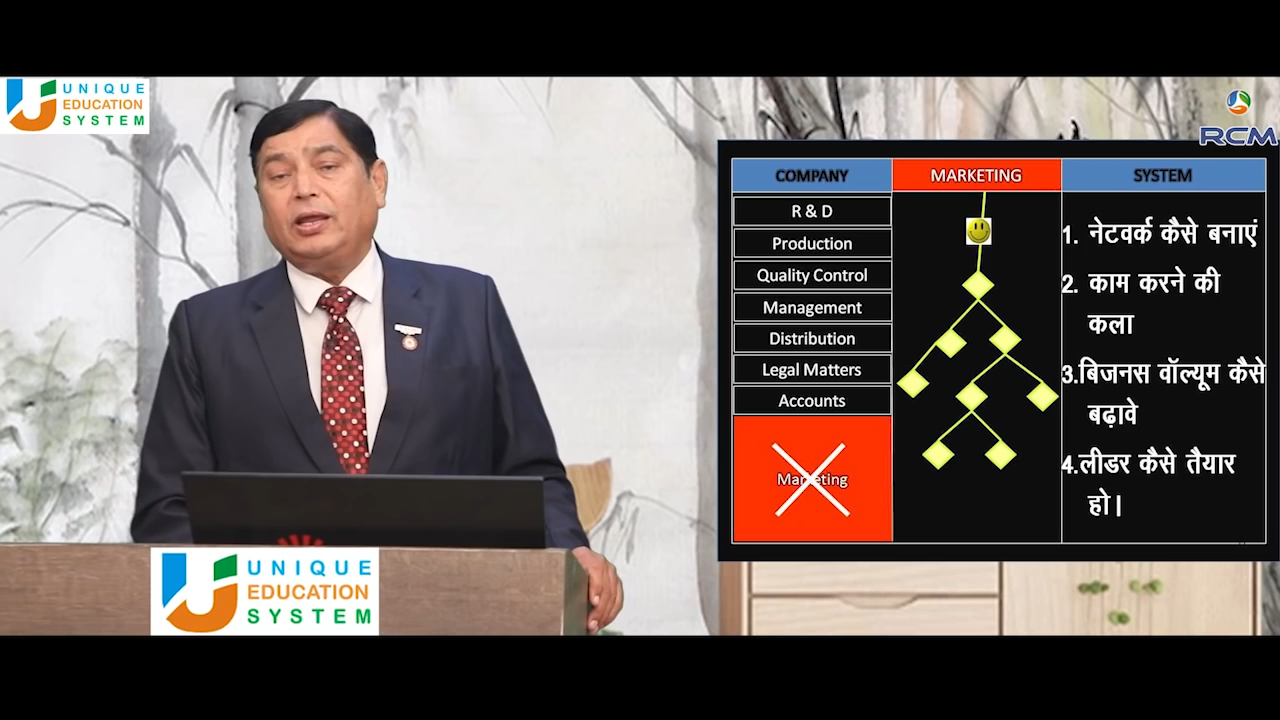 UNIQUE
EDUCATION
SYSTEM
RCM
COMPANY
MARKETING
SYSTEM
R & D
Production
Quality Control
Management
Distribution
Legal Matters
Accounts
Marketing
1. नेटवर्क कैसे बनाएं
2. काम करने की
कला
3.बिजनस वॉल्यूम कैसे
बढ़ावे
4.लीडर कैसे तैयार
हो।
UNIQUE
EDUCATION
SYSTEM